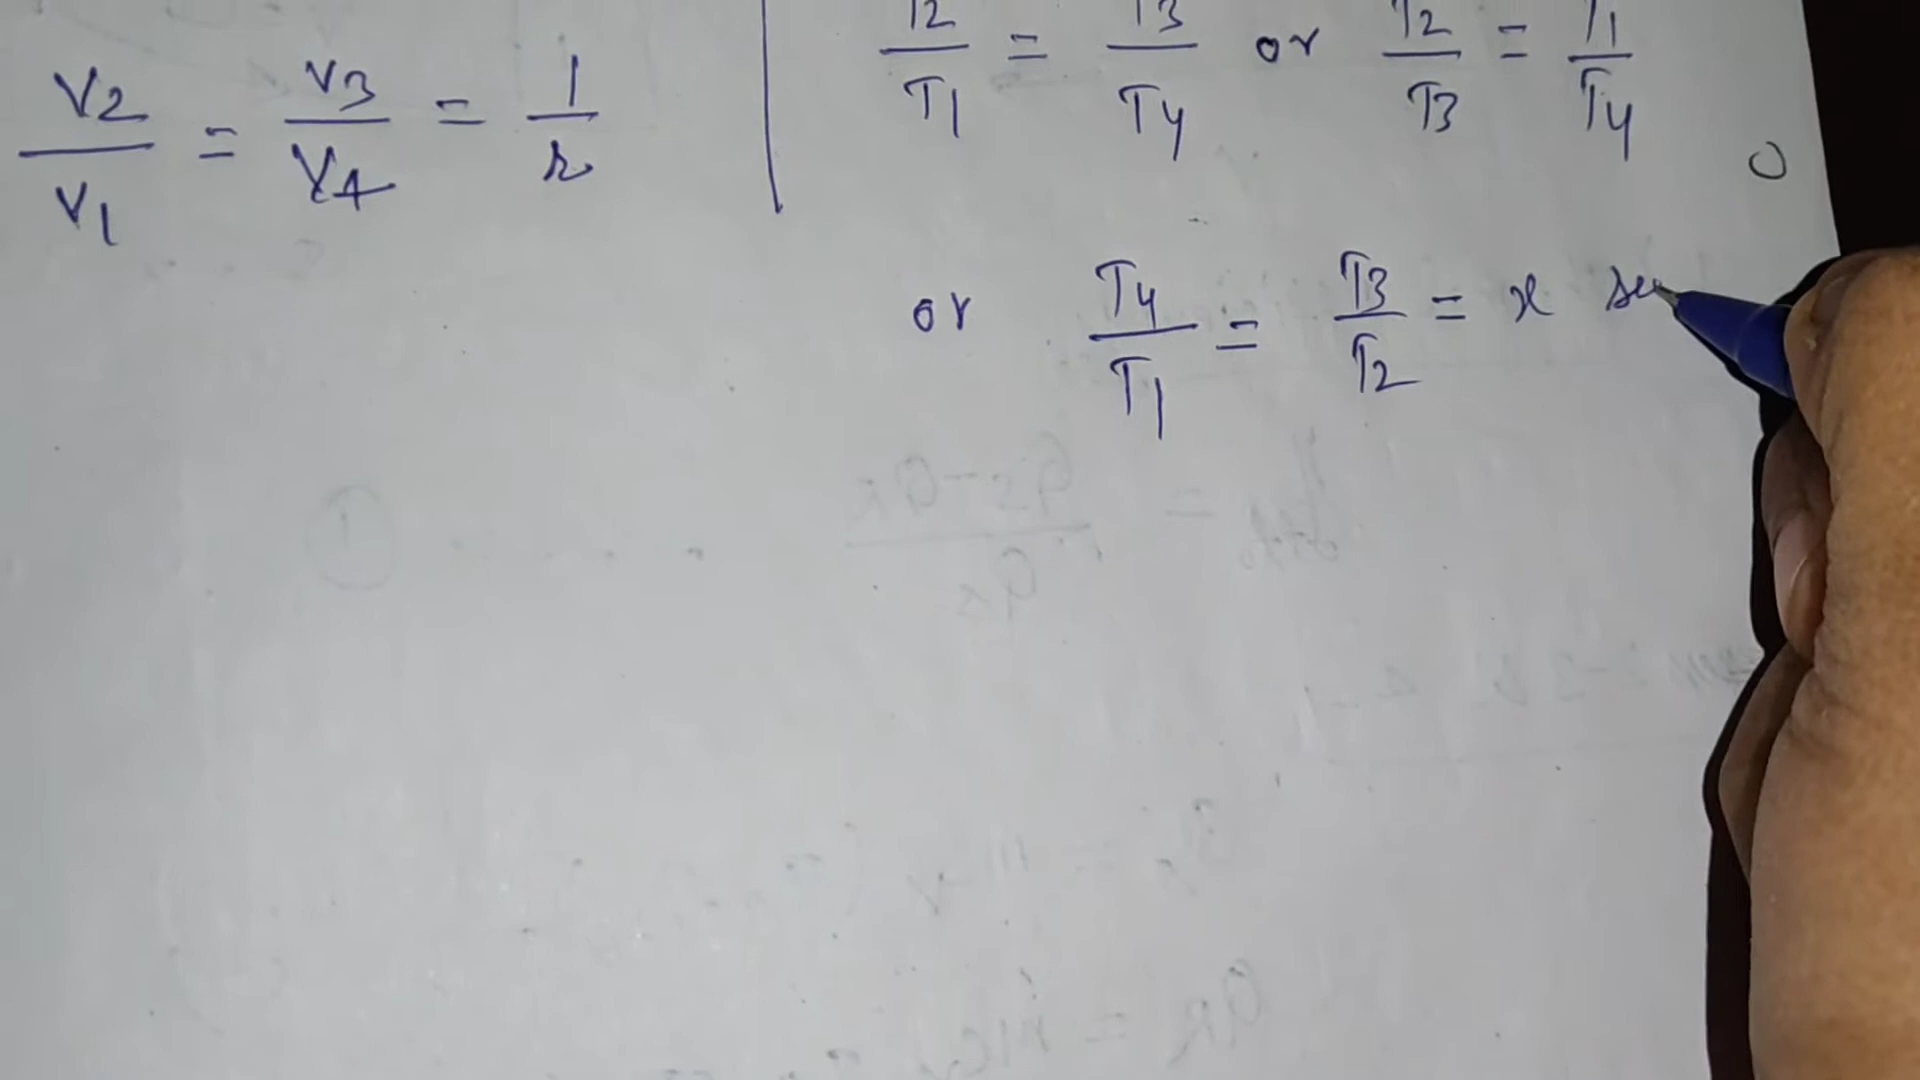 V2/V1 = V3/V4 = 1/r
T2/T1 = T3/T4 or T2/T3 = T1/T4
or T4/T1 = T3/T2 = x